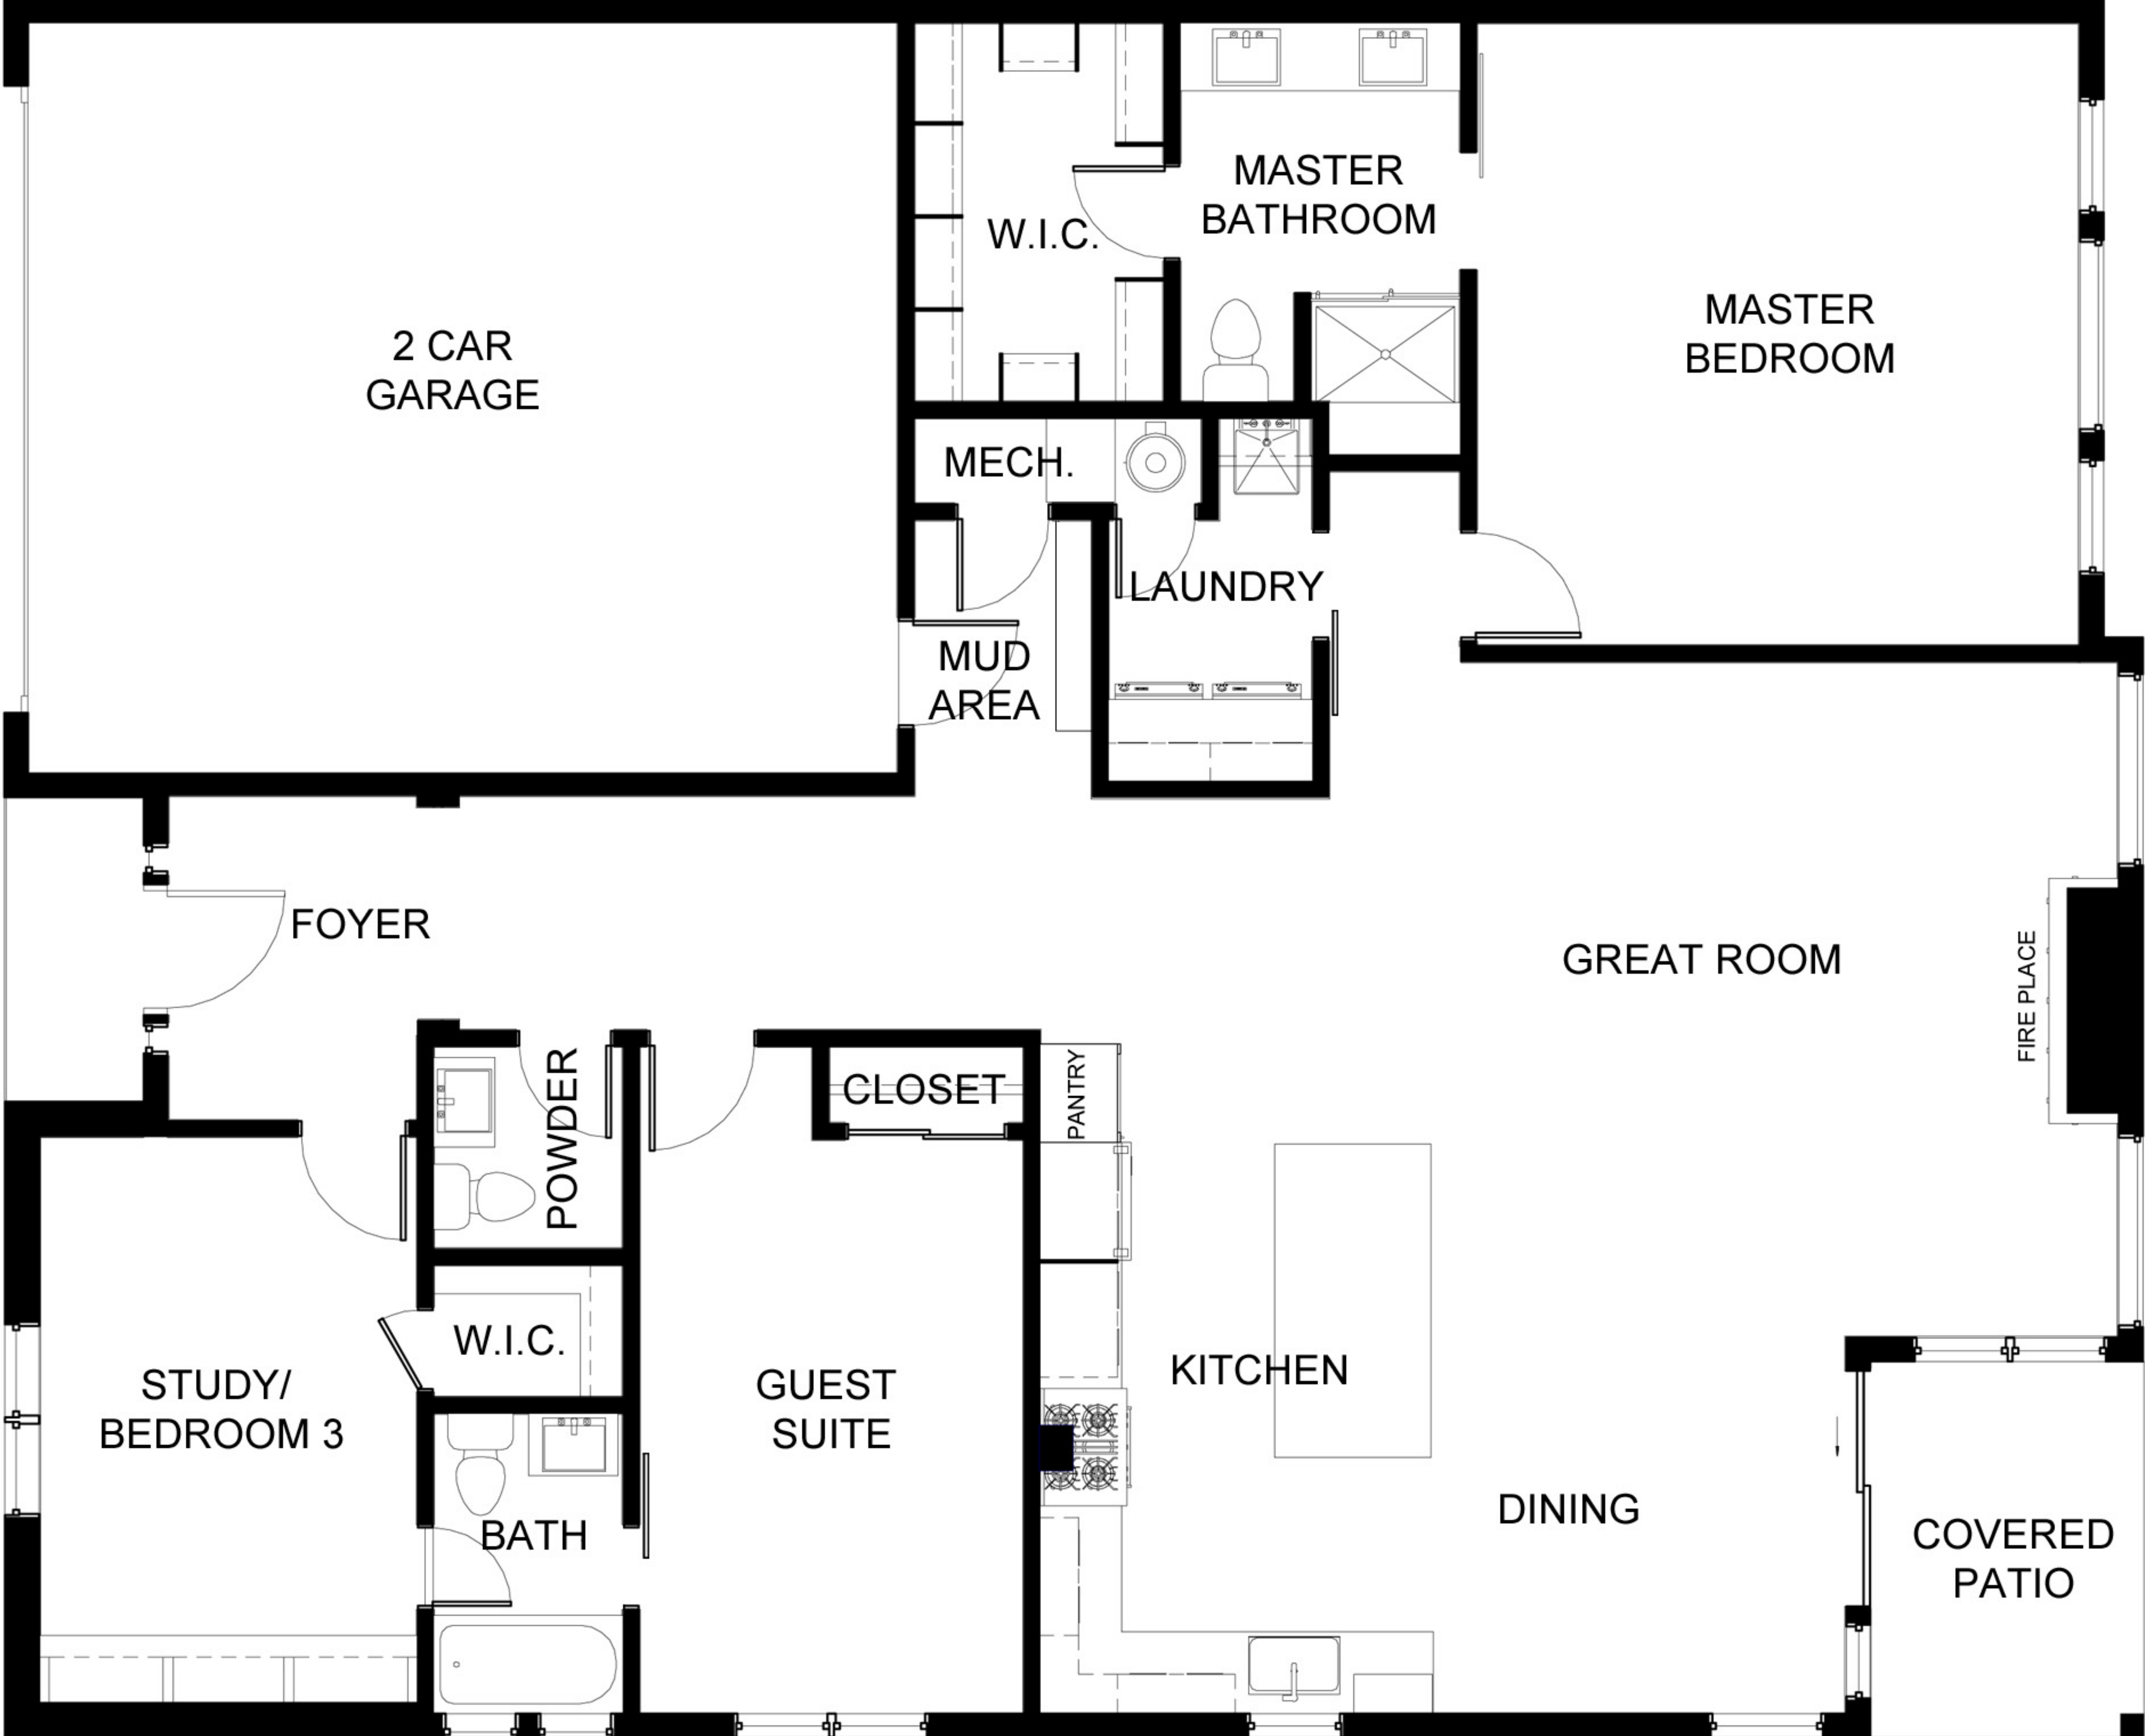 2 CAR
GARAGE
W.I.C.
MASTER
BATHROOM
MASTER
BEDROOM
MECH.
LAUNDRY
MUD
AREA
FOYER
GREAT ROOM
FIRE PLACE
POWDER
CLOSET
PANTRY
W.I.C.
STUDY/
BEDROOM 3
GUEST
SUITE
KITCHEN
BATH
DINING
COVERED
PATIO